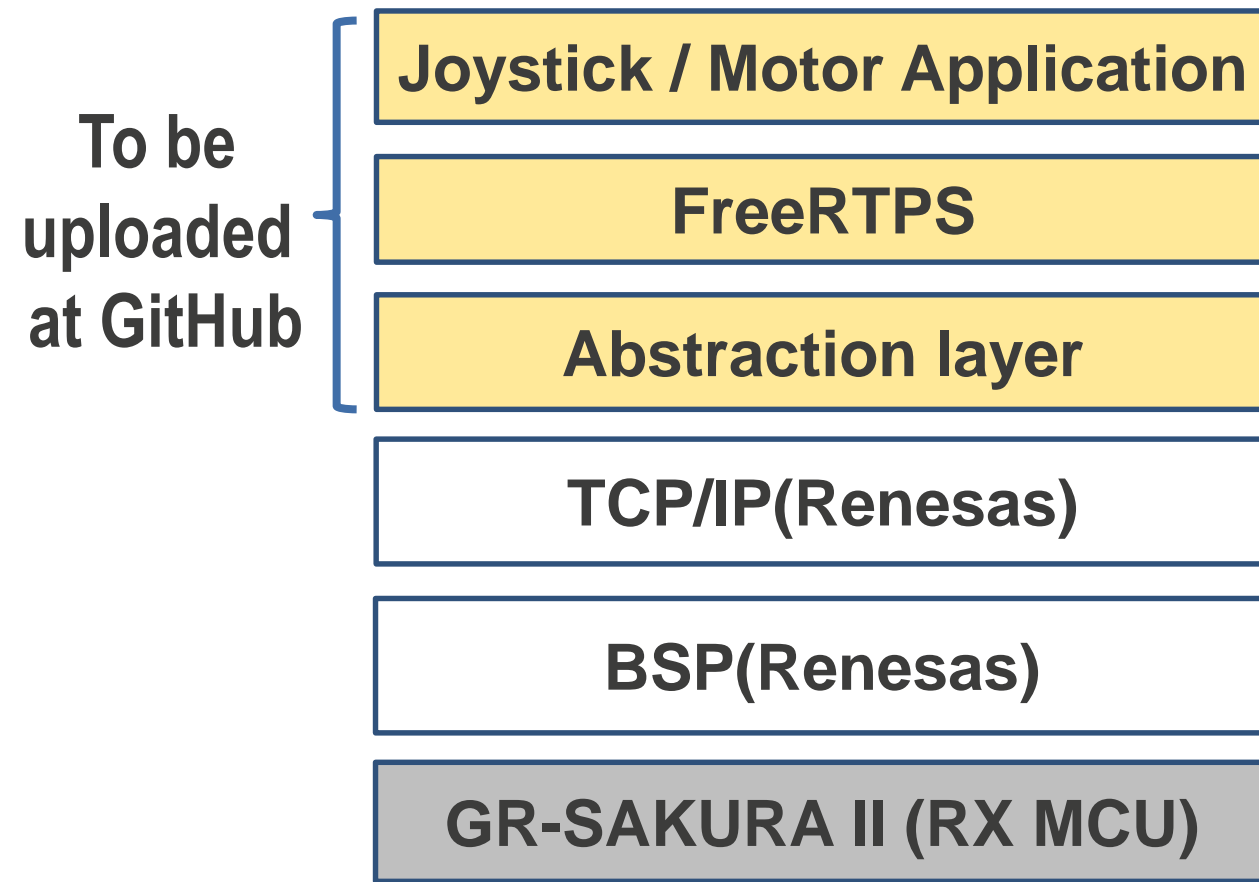 To be
uploaded
at GitHub
Joystick / Motor Application
FreeRTPS
Abstraction layer
TCP/IP(Renesas)
BSP(Renesas)
GR-SAKURA II (RX MCU)